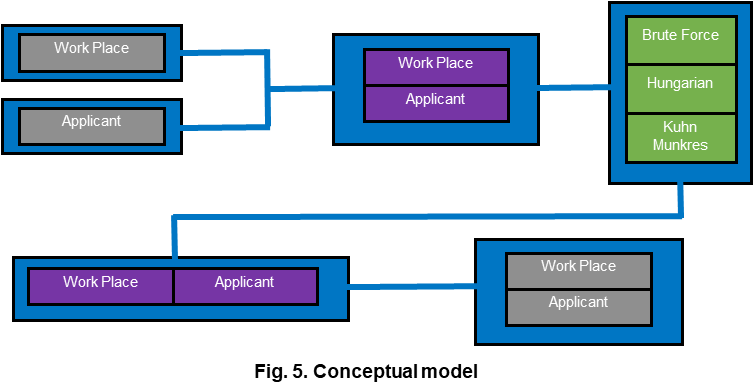 Work Place
Applicant
Work Place
Applicant
Brute Force
Hungarian
Kuhn
Munkres
Work Place
Applicant
Work Place
Applicant
Fig. 5. Conceptual model